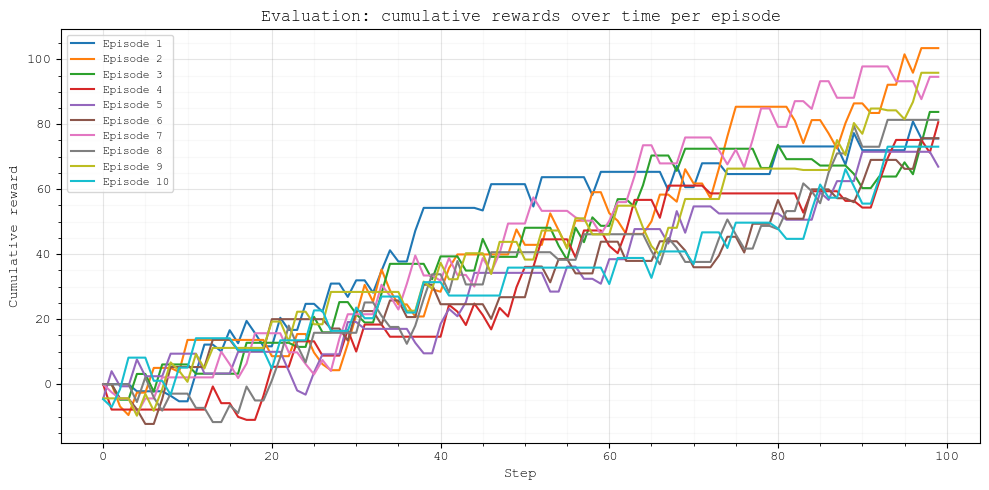 Evaluation: cumulative rewards over time per episode
Episode 1
Episode 2
Episode 3
Episode 4
Episode 5
Episode 6
Episode 7
Episode 8
Episode 9
Episode 10
100
80
60
40
20
0
Cumulative reward
0 20 40 60 80 100
Step